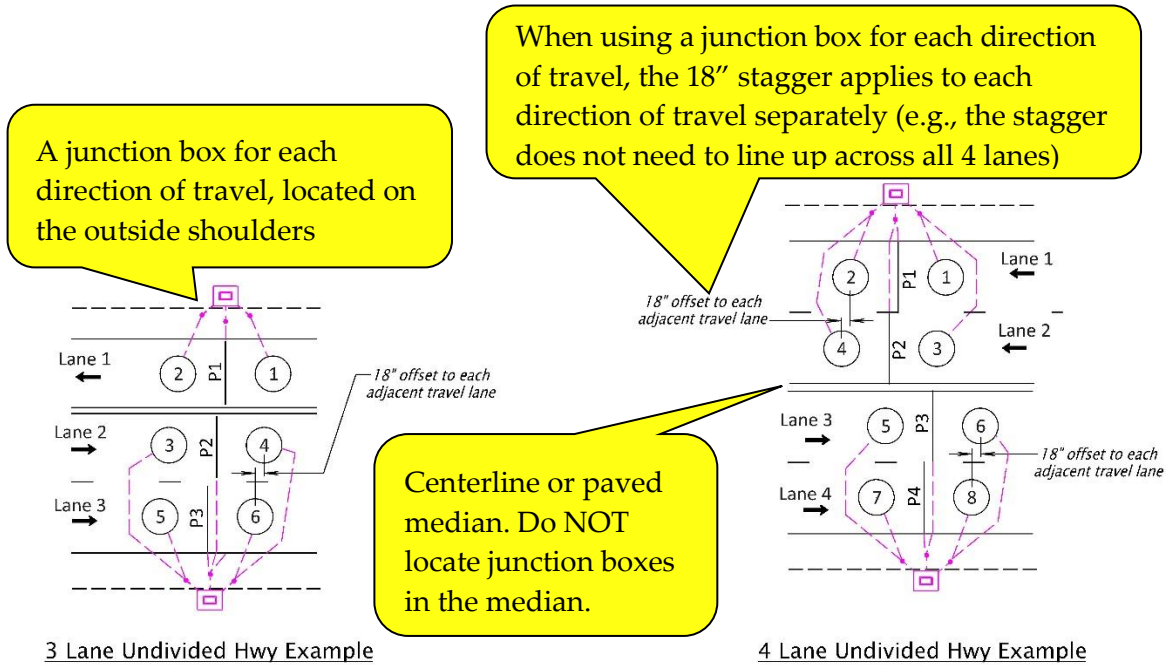 When using a junction box for each direction
of travel, the 18” stagger applies to each
direction of travel separately (e.g., the stagger
does not need to line up across all 4 lanes)
A junction box for each
direction of travel, located on
the outside shoulders
Lane 1
2
P1
1
18" offset to each
adjacent travel lane
Lane 2
3
P2
4
Lane 3
5
P3
6
3 Lane Undivided Hwy Example
Centerline or paved
median. Do NOT
locate junction boxes
in the median.
2
P1
1
Lane 1
18" offset to each
adjacent travel lane
4
P2
3
Lane 2
Lane 3
5
P3
6
18" offset to each
adjacent travel lane
Lane 4
7
P4
8
4 Lane Undivided Hwy Example